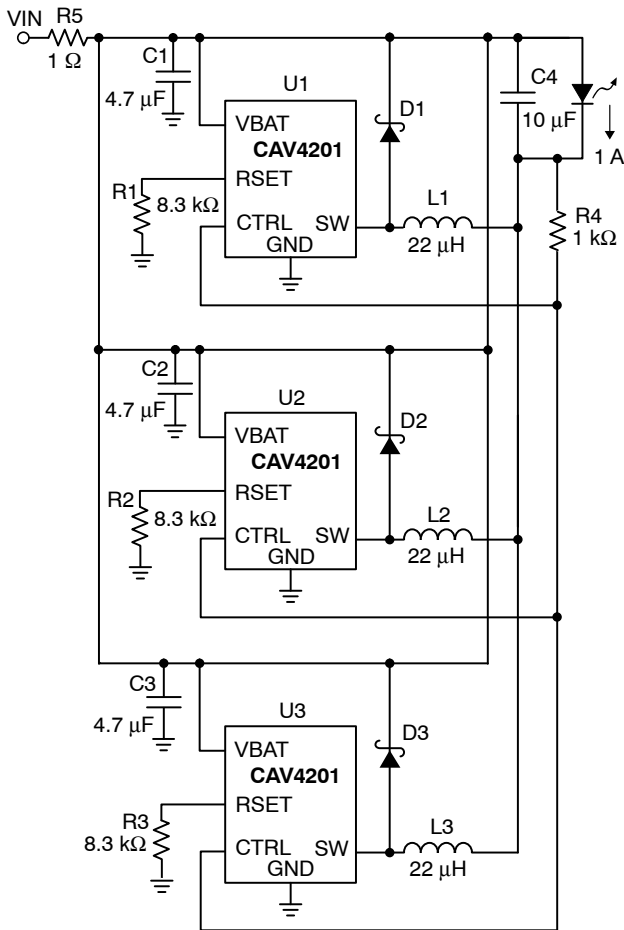 VIN
R5
1 Ω
C1
4.7 μF
U1
VBAT
CAV4201
RSET
CTRL
SW
GND
R1
8.3 kΩ
D1
L1
22 μH
C4
10 μF
1 A
R4
1 kΩ
C2
4.7 μF
U2
VBAT
CAV4201
RSET
CTRL
SW
GND
R2
8.3 kΩ
D2
L2
22 μH
C3
4.7 μF
U3
VBAT
CAV4201
RSET
CTRL
SW
GND
R3
8.3 kΩ
D3
L3
22 μH